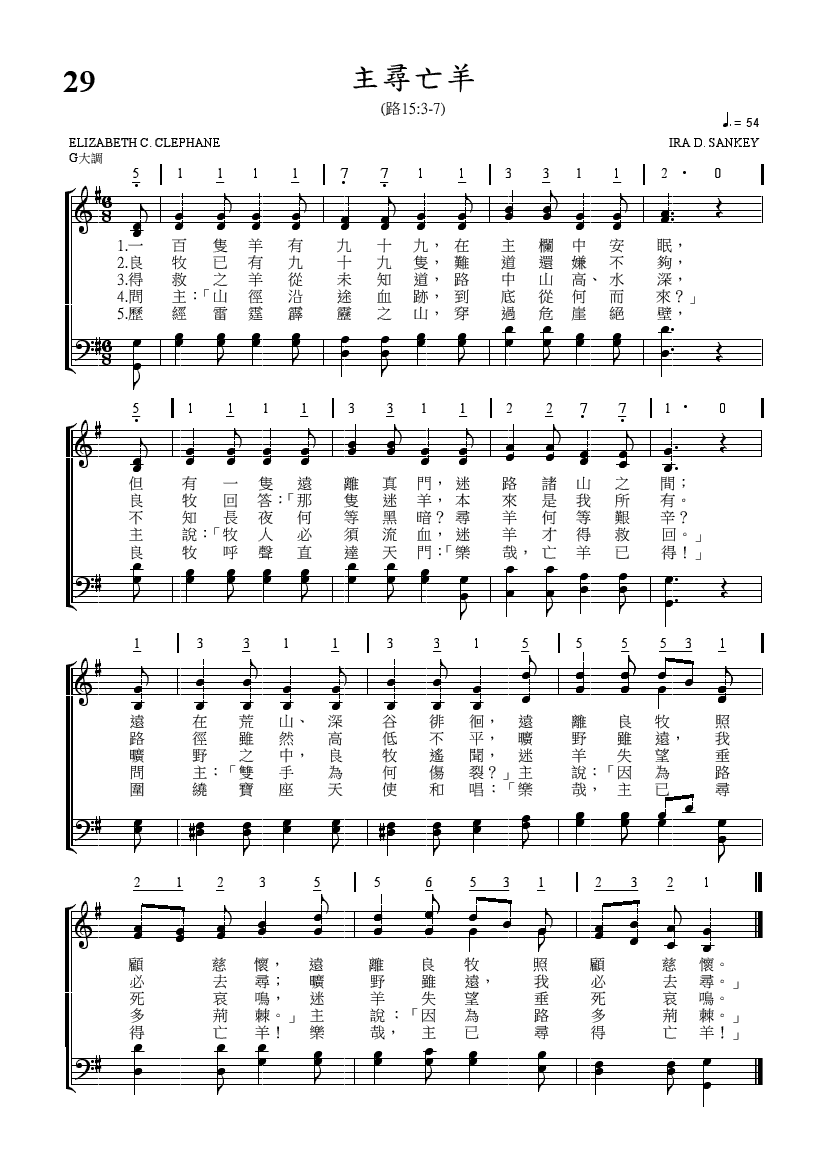 29
主尋亡羊
(路15:3-7)
♩. = 54
ELIZABETH C. CLEPHANE
IRA D. SANKEY
G大調
5 | 1 1 1 1 | 7 7 1 1 | 3 3 1 1 | 2 · 0 |
1.一百隻羊有九十九，在主欄中安眠，
2.良牧已有九十九隻，難道還嫌不夠，
3.得救之羊從未知道，路中山高、水深，
4.問主：「山徑沿途血跡，到底從何而來？」
5.歷經雷霆霹靂之山，穿過危崖絕壁，
5 | 1 1 1 1 | 3 3 1 1 | 2 2 7 7 | 1 · 0 |
但有一隻遠離真門，迷路諸山之間；
良牧回答：「那隻迷羊，本來是我所有。
不知長夜何等黑暗？尋羊何等艱辛？
主說：「牧人必須流血，迷羊才得救回。」
良牧呼聲直達天門：「樂哉，亡羊已得！」
1 | 3 3 1 1 | 3 3 1 5 | 5 5 5 3 1 |
遠在荒山、深谷徘徊，遠離良牧照
路徑雖然高低不平，曠野雖遠，我
曠野之中，良牧遙聞，迷羊失望垂
問主：「雙手為何傷裂？」主說：「因為路
圍繞寶座天使和唱：「樂哉，主已尋
2 1 2 3 5 | 5 6 5 3 1 | 2 3 2 1 ‖
顧慈懷，遠離良牧照顧慈懷。
必去尋；曠野雖遠，我必去尋。」
死哀鳴，迷羊失望垂死哀鳴。
多荊棘。」主說：「因為路多荊棘。」
得亡羊！樂哉，主已尋得亡羊！」